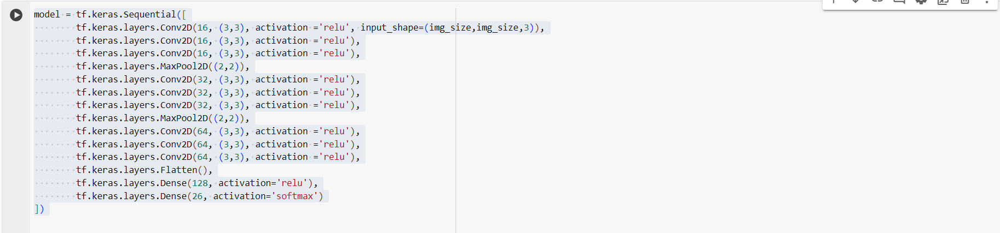 model = tf.keras.Sequential([
        tf.keras.layers.Conv2D(16, (3,3), activation ='relu', input_shape=(img_size,img_size,3)),
        tf.keras.layers.Conv2D(16, (3,3), activation ='relu'),
        tf.keras.layers.Conv2D(16, (3,3), activation ='relu'),
        tf.keras.layers.MaxPool2D((2,2)),
        tf.keras.layers.Conv2D(32, (3,3), activation ='relu'),
        tf.keras.layers.Conv2D(32, (3,3), activation ='relu'),
        tf.keras.layers.Conv2D(32, (3,3), activation ='relu'),
        tf.keras.layers.MaxPool2D((2,2)),
        tf.keras.layers.Conv2D(64, (3,3), activation ='relu'),
        tf.keras.layers.Conv2D(64, (3,3), activation ='relu'),
        tf.keras.layers.Conv2D(64, (3,3), activation ='relu'),
        tf.keras.layers.Flatten(),
        tf.keras.layers.Dense(128, activation='relu'),
        tf.keras.layers.Dense(26, activation='softmax')
])